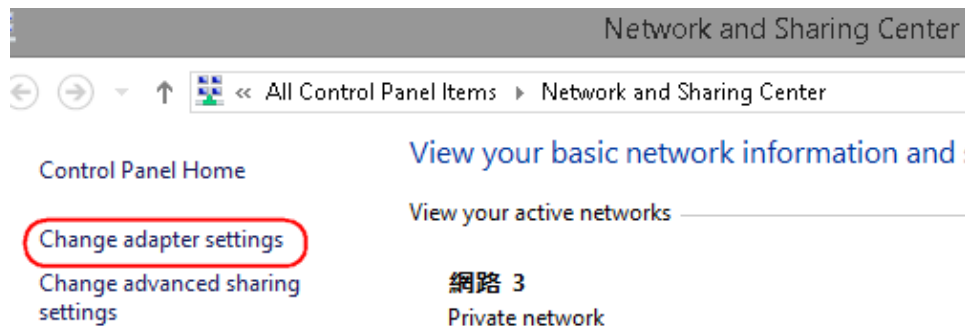 Network and Sharing Center
« All Control Panel Items ▸ Network and Sharing Center
Control Panel Home
View your basic network information and
View your active networks
Change adapter settings
Change advanced sharing
settings
網路 3
Private network